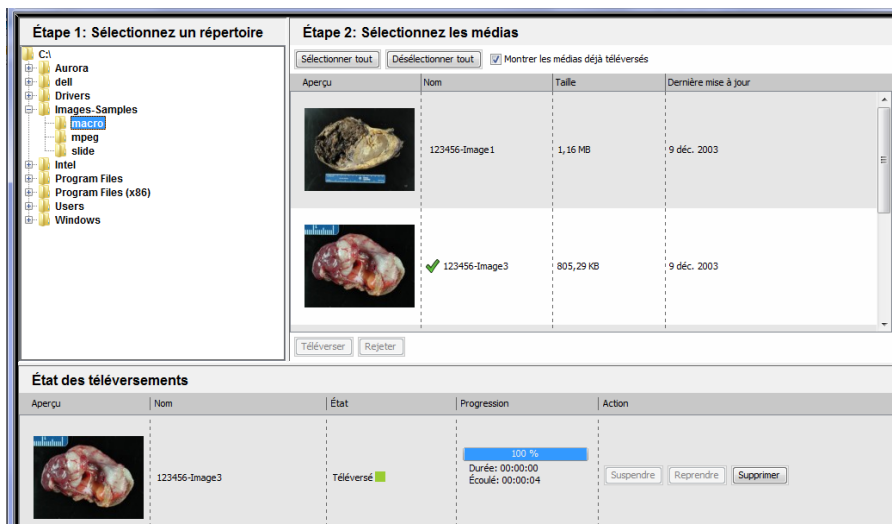 Étape 1: Sélectionnez un répertoire
C:\
Aurora
dell
Drivers
Images-Samples
macro
mpeg
slide
Intel
Program Files
Program Files (x86)
Users
Windows
Étape 2: Sélectionnez les médias
Sélectionner tout Désélectionner tout Montrer les médias déjà téléversés
Aperçu Nom Taille Dernière mise à jour
123456-Image1 1,16 MB 9 déc. 2003
123456-Image3 805,29 KB 9 déc. 2003
Téléverser Rejeter
État des téléversements
Aperçu Nom État Progression Action
123456-Image3 Téléversé 100 % Suspendre Reprendre Supprimer
Durée: 00:00:00
Écoulé: 00:00:04